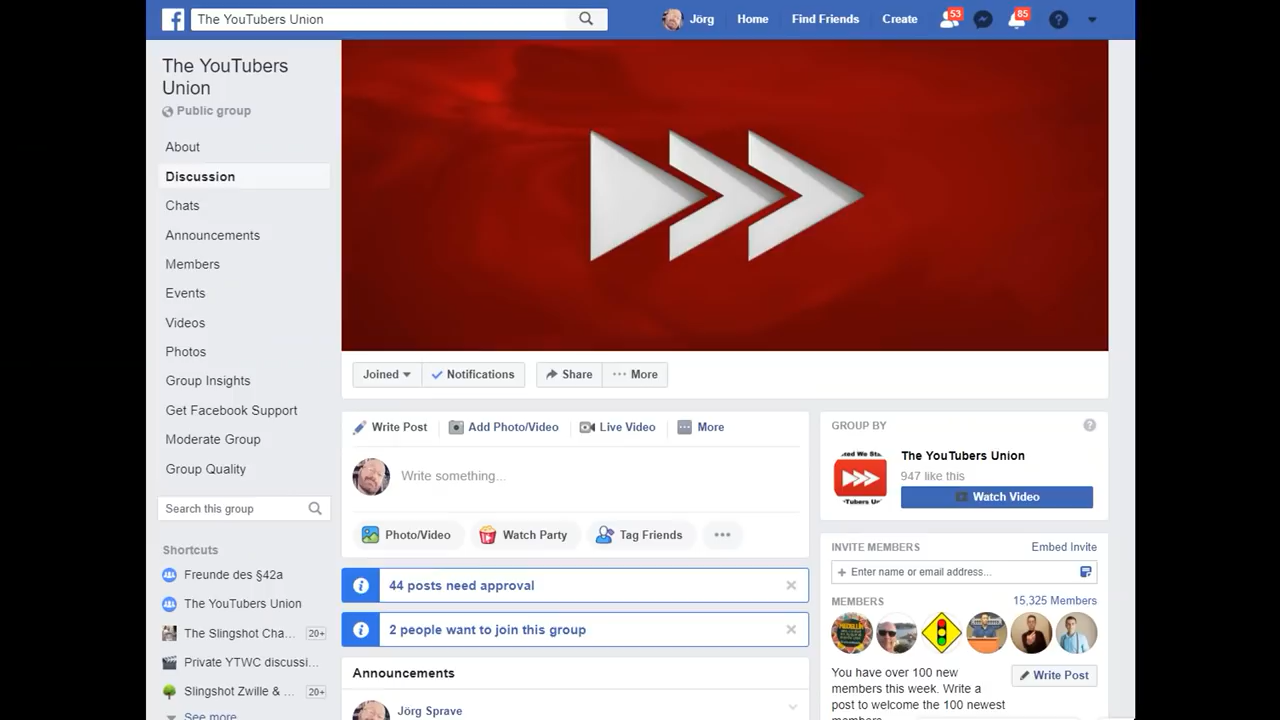 The YouTubers Union
Jörg
Home
Find Friends
Create
53
85
The YouTubers
Union
Public group
About
Discussion
Chats
Announcements
Members
Events
Videos
Photos
Group Insights
Get Facebook Support
Moderate Group
Group Quality
Search this group
Shortcuts
Freunde des §42a
The YouTubers Union
The Slingshot Cha... 20+
Private YTWC discussi...
Slingshot Zwille & ... 20+
See more
Joined
Notifications
Share
More
Write Post
Add Photo/Video
Live Video
More
Write something...
Photo/Video
Watch Party
Tag Friends
44 posts need approval
2 people want to join this group
Announcements
Jörg Sprave
GROUP BY
The YouTubers Union
947 like this
Watch Video
INVITE MEMBERS
Embed Invite
+ Enter name or email address...
MEMBERS
15,325 Members
You have over 100 new
members this week. Write a
post to welcome the 100 newest
members.
Write Post